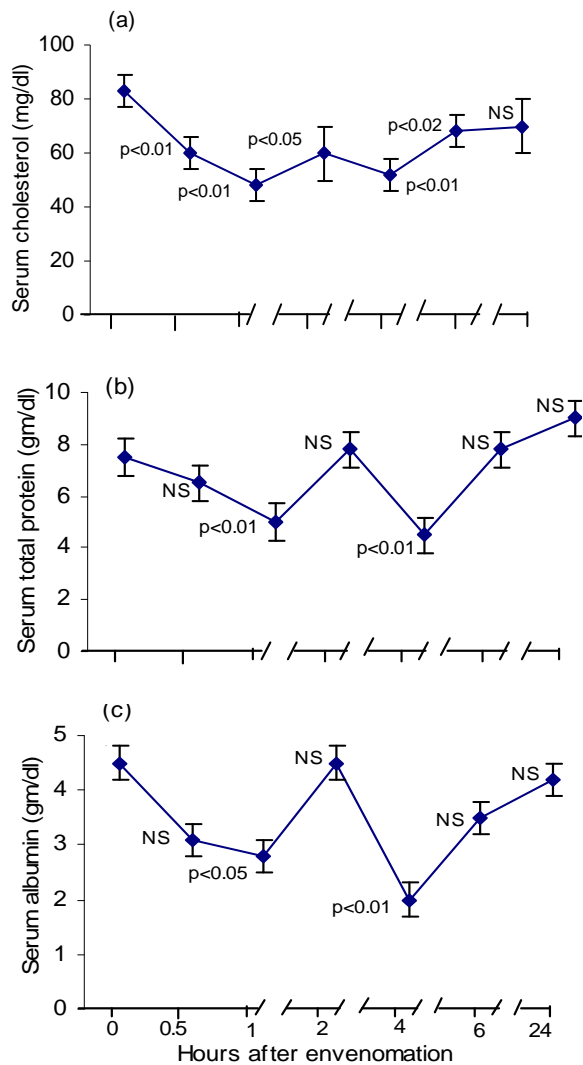 (a)
Serum cholesterol (mg/dl)
100
80
60
40
20
0
p<0.01
p<0.01
p<0.05
p<0.01
p<0.02
NS
(b)
Serum total protein (gm/dl)
10
8
6
4
2
0
NS
p<0.01
NS
p<0.01
NS
NS
(c)
Serum albumin (gm/dl)
5
4
3
2
1
0
NS
p<0.05
NS
p<0.01
NS
NS
0 0.5 1 2 4 6 24
Hours after envenomation